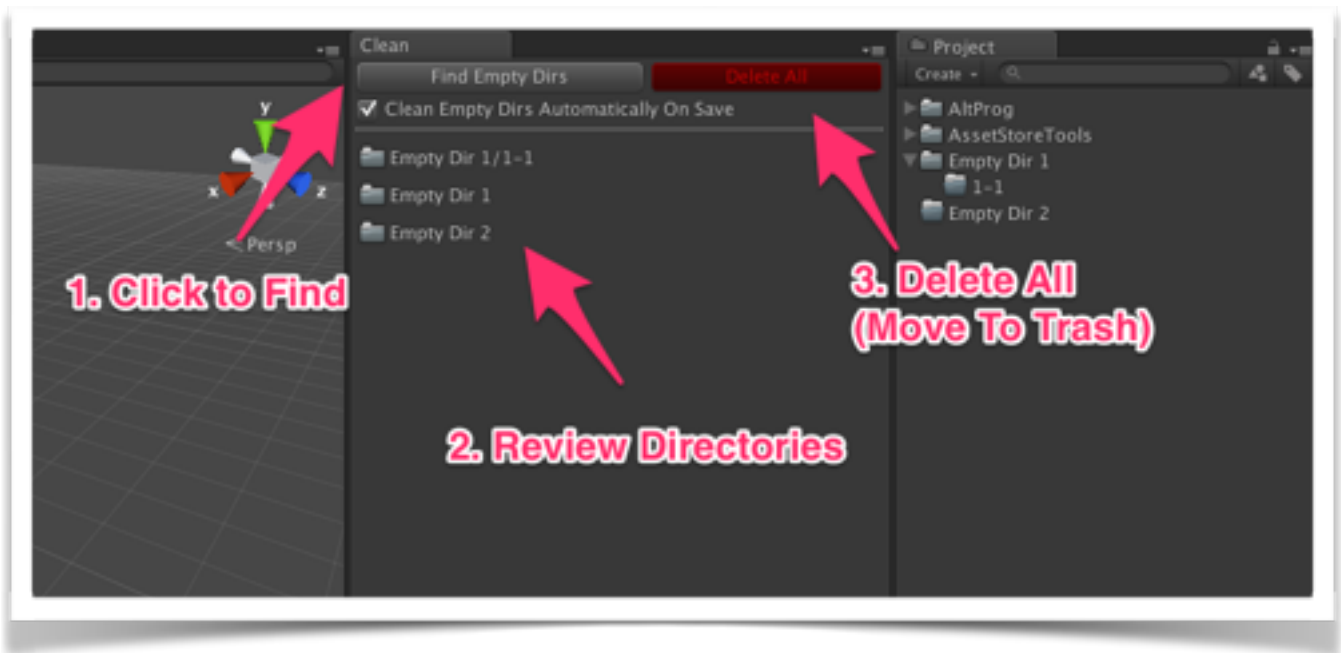 Clean
Find Empty Dirs
Delete All
Clean Empty Dirs Automatically On Save
Empty Dir 1/1-1
Empty Dir 1
Empty Dir 2
Project
Create
AltProg
AssetStoreTools
Empty Dir 1
1-1
Empty Dir 2
y
x
z
Persp
1. Click to Find
2. Review Directories
3. Delete All
(Move To Trash)